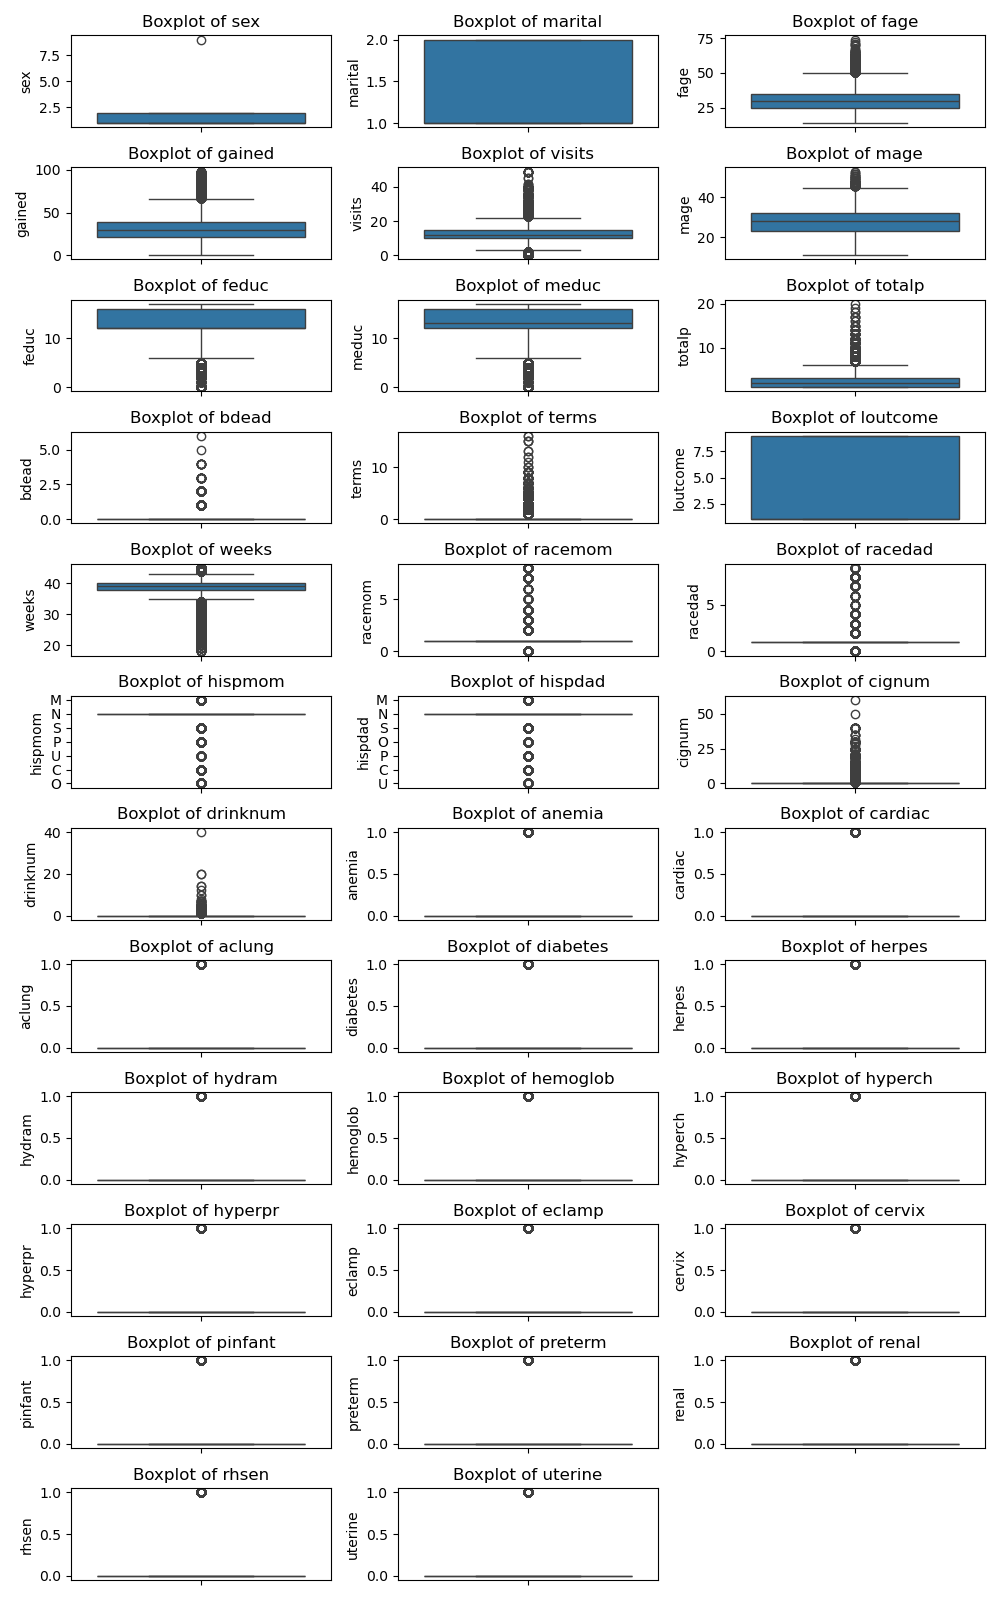 Boxplot of sex
7.5
5.0
2.5
sex
Boxplot of marital
2.0
1.5
1.0
marital
Boxplot of fage
75
50
25
fage
Boxplot of gained
100
50
0
gained
Boxplot of visits
40
20
0
visits
Boxplot of mage
40
20
mage
Boxplot of feduc
10
0
feduc
Boxplot of meduc
10
0
meduc
Boxplot of totalp
20
10
totalp
Boxplot of bdead
5.0
2.5
0.0
bdead
Boxplot of terms
10
0
terms
Boxplot of loutcome
7.5
5.0
2.5
loutcome
Boxplot of weeks
40
30
20
weeks
Boxplot of racemom
5
0
racemom
Boxplot of racedad
5
0
racedad
Boxplot of hispmom
M
N
S
P
U
C
O
hispmom
Boxplot of hispdad
M
N
S
O
P
C
U
hispdad
Boxplot of cignum
50
25
0
cignum
Boxplot of drinknum
40
20
0
drinknum
Boxplot of anemia
1.0
0.5
0.0
anemia
Boxplot of cardiac
1.0
0.5
0.0
cardiac
Boxplot of aclung
1.0
0.5
0.0
aclung
Boxplot of diabetes
1.0
0.5
0.0
diabetes
Boxplot of herpes
1.0
0.5
0.0
herpes
Boxplot of hydram
1.0
0.5
0.0
hydram
Boxplot of hemoglob
1.0
0.5
0.0
hemoglob
Boxplot of hyperch
1.0
0.5
0.0
hyperch
Boxplot of hyperpr
1.0
0.5
0.0
hyperpr
Boxplot of eclamp
1.0
0.5
0.0
eclamp
Boxplot of cervix
1.0
0.5
0.0
cervix
Boxplot of pinfant
1.0
0.5
0.0
pinfant
Boxplot of preterm
1.0
0.5
0.0
preterm
Boxplot of renal
1.0
0.5
0.0
renal
Boxplot of rhsen
1.0
0.5
0.0
rhsen
Boxplot of uterine
1.0
0.5
0.0
uterine